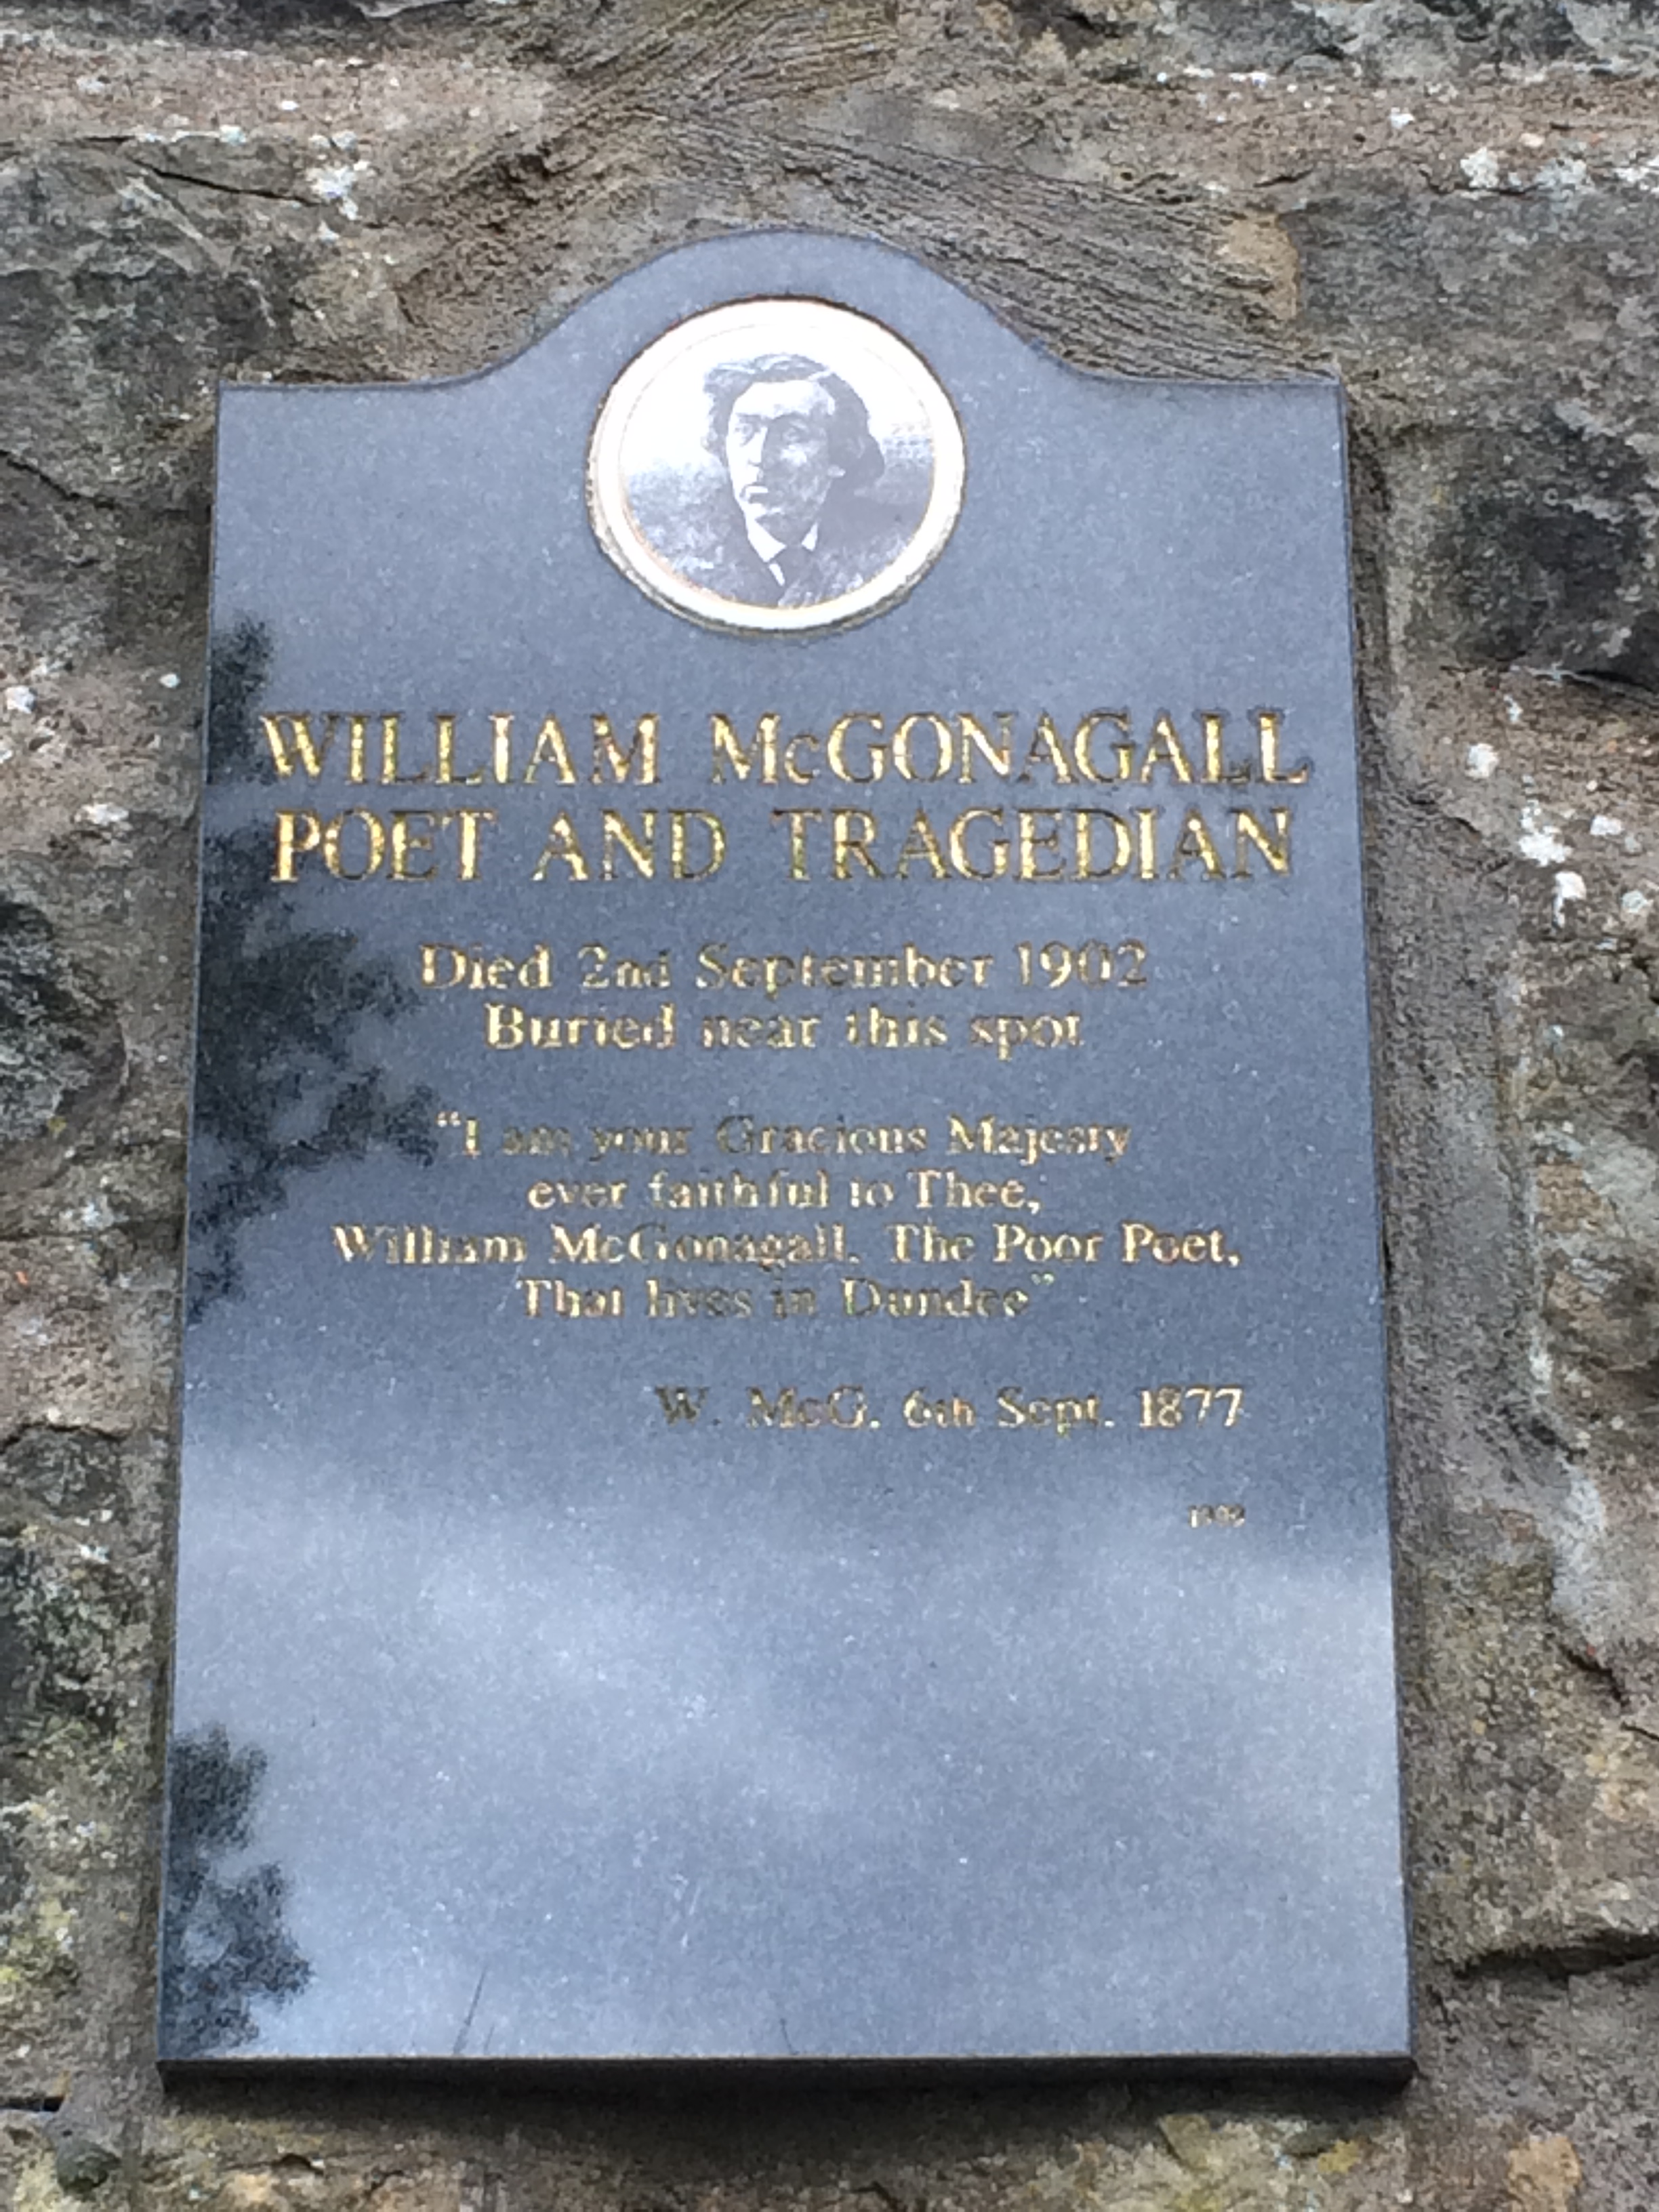 WILLIAM McGONAGALL
POET AND TRAGEDIAN
Died 2nd September 1902
Buried near this spot
"I am your Gracious Majesty
ever faithful to Thee,
William McGonagall, The Poor Poet,
That lives in Dundee"
W. McG. 6th Sept. 1877